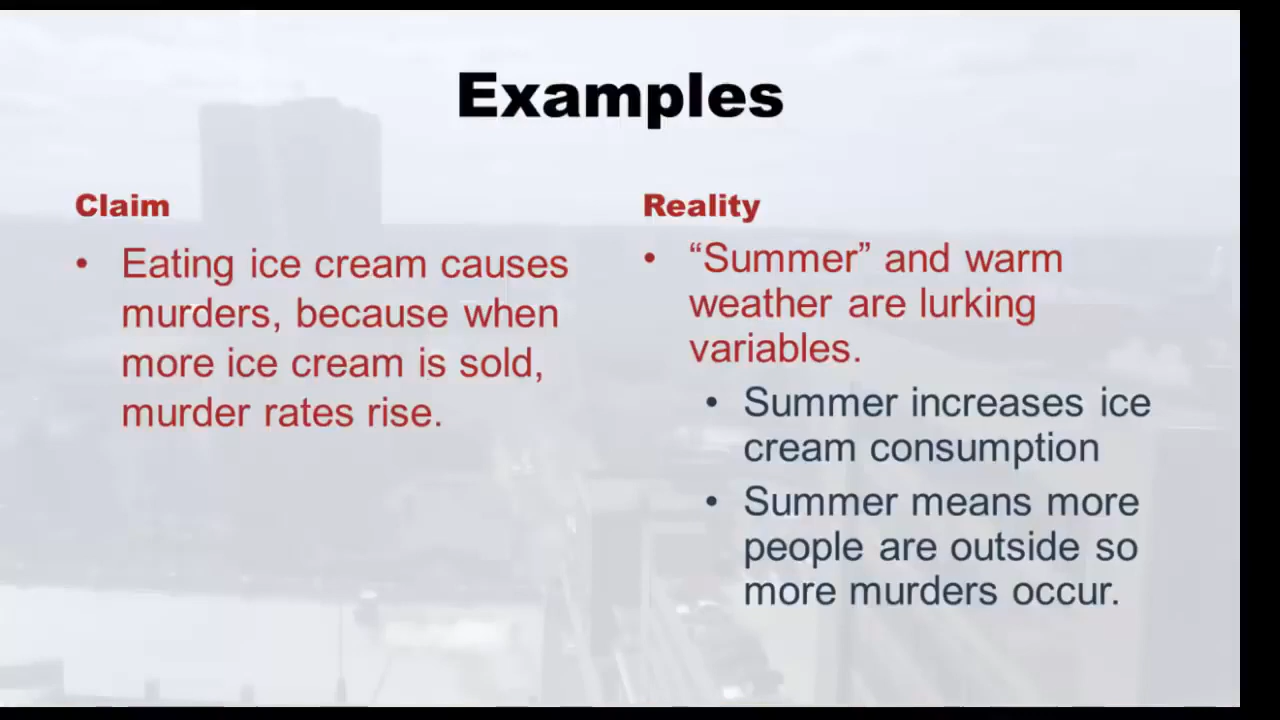 Examples
Claim
• Eating ice cream causes
murders, because when
more ice cream is sold,
murder rates rise.
Reality
• “Summer” and warm
weather are lurking
variables.
• Summer increases ice
cream consumption
• Summer means more
people are outside so
more murders occur.